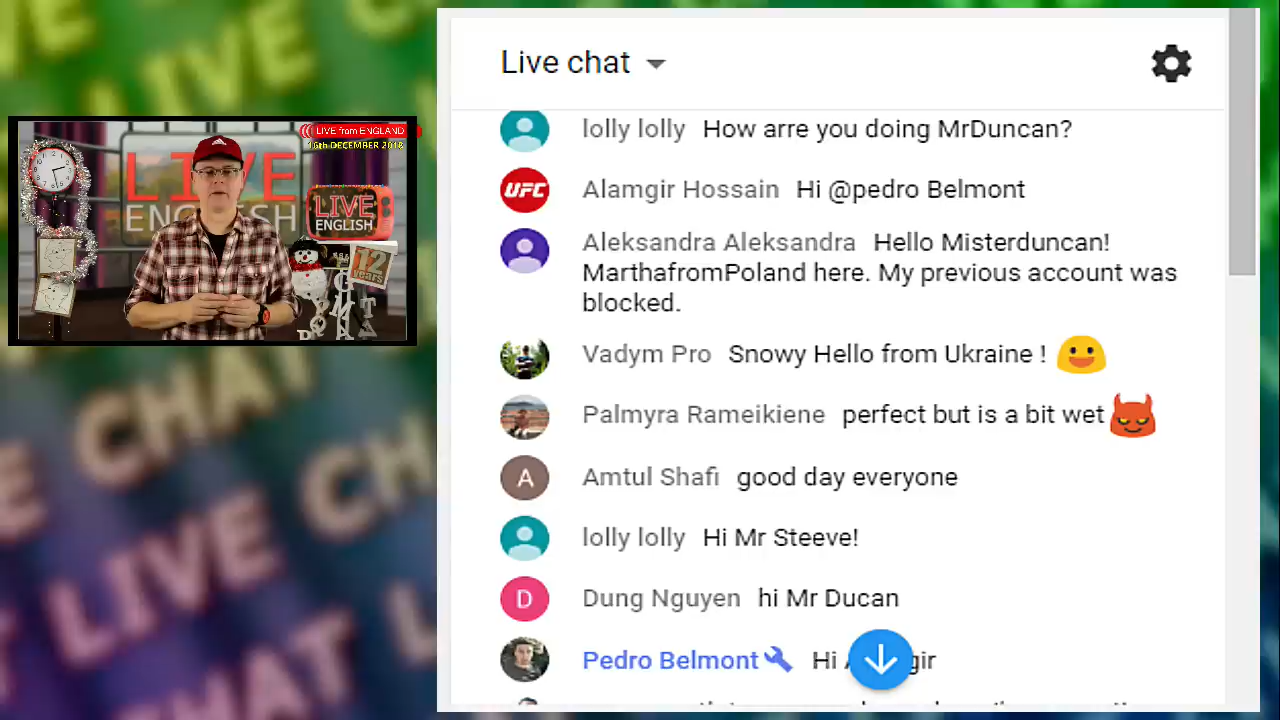 LIVE from ENGLAND
16th DECEMBER 2018
LIVE
ENGLISH
LIVE
ENGLISH
12
years
Live chat
lolly lolly How arre you doing MrDuncan?
UFC
Alamgir Hossain Hi @pedro Belmont
Aleksandra Aleksandra Hello Misterduncan!
MarthafromPoland here. My previous account was
blocked.
Vadym Pro Snowy Hello from Ukraine !
Palmyra Rameikiene perfect but is a bit wet
A
Amtul Shafi good day everyone
lolly lolly Hi Mr Steeve!
D
Dung Nguyen hi Mr Ducan
Pedro Belmont Hi
LIVE
CHAT
LIVE
CHAT